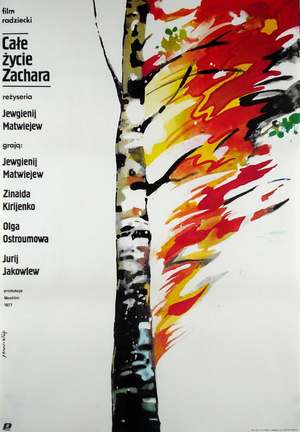 film
radziecki
Całe
życie
Zachara
reżyseria
Jewgienij
Matwiejew
grają:
Jewgienij
Matwiejew
Zinaida
Kirijenko
Olga
Ostroumowa
Jurij
Jakowlew
produkcja
Mosfilm
1977